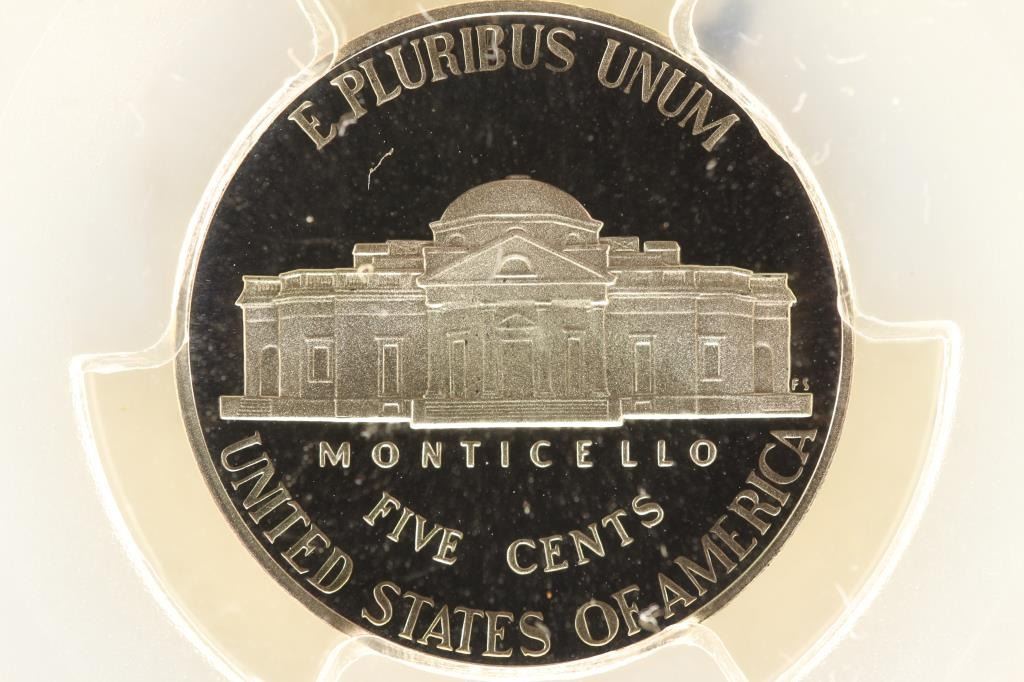 E PLURIBUS UNUM
FS
MONTICELLO
FIVE CENTS
UNITED STATES OF AMERICA